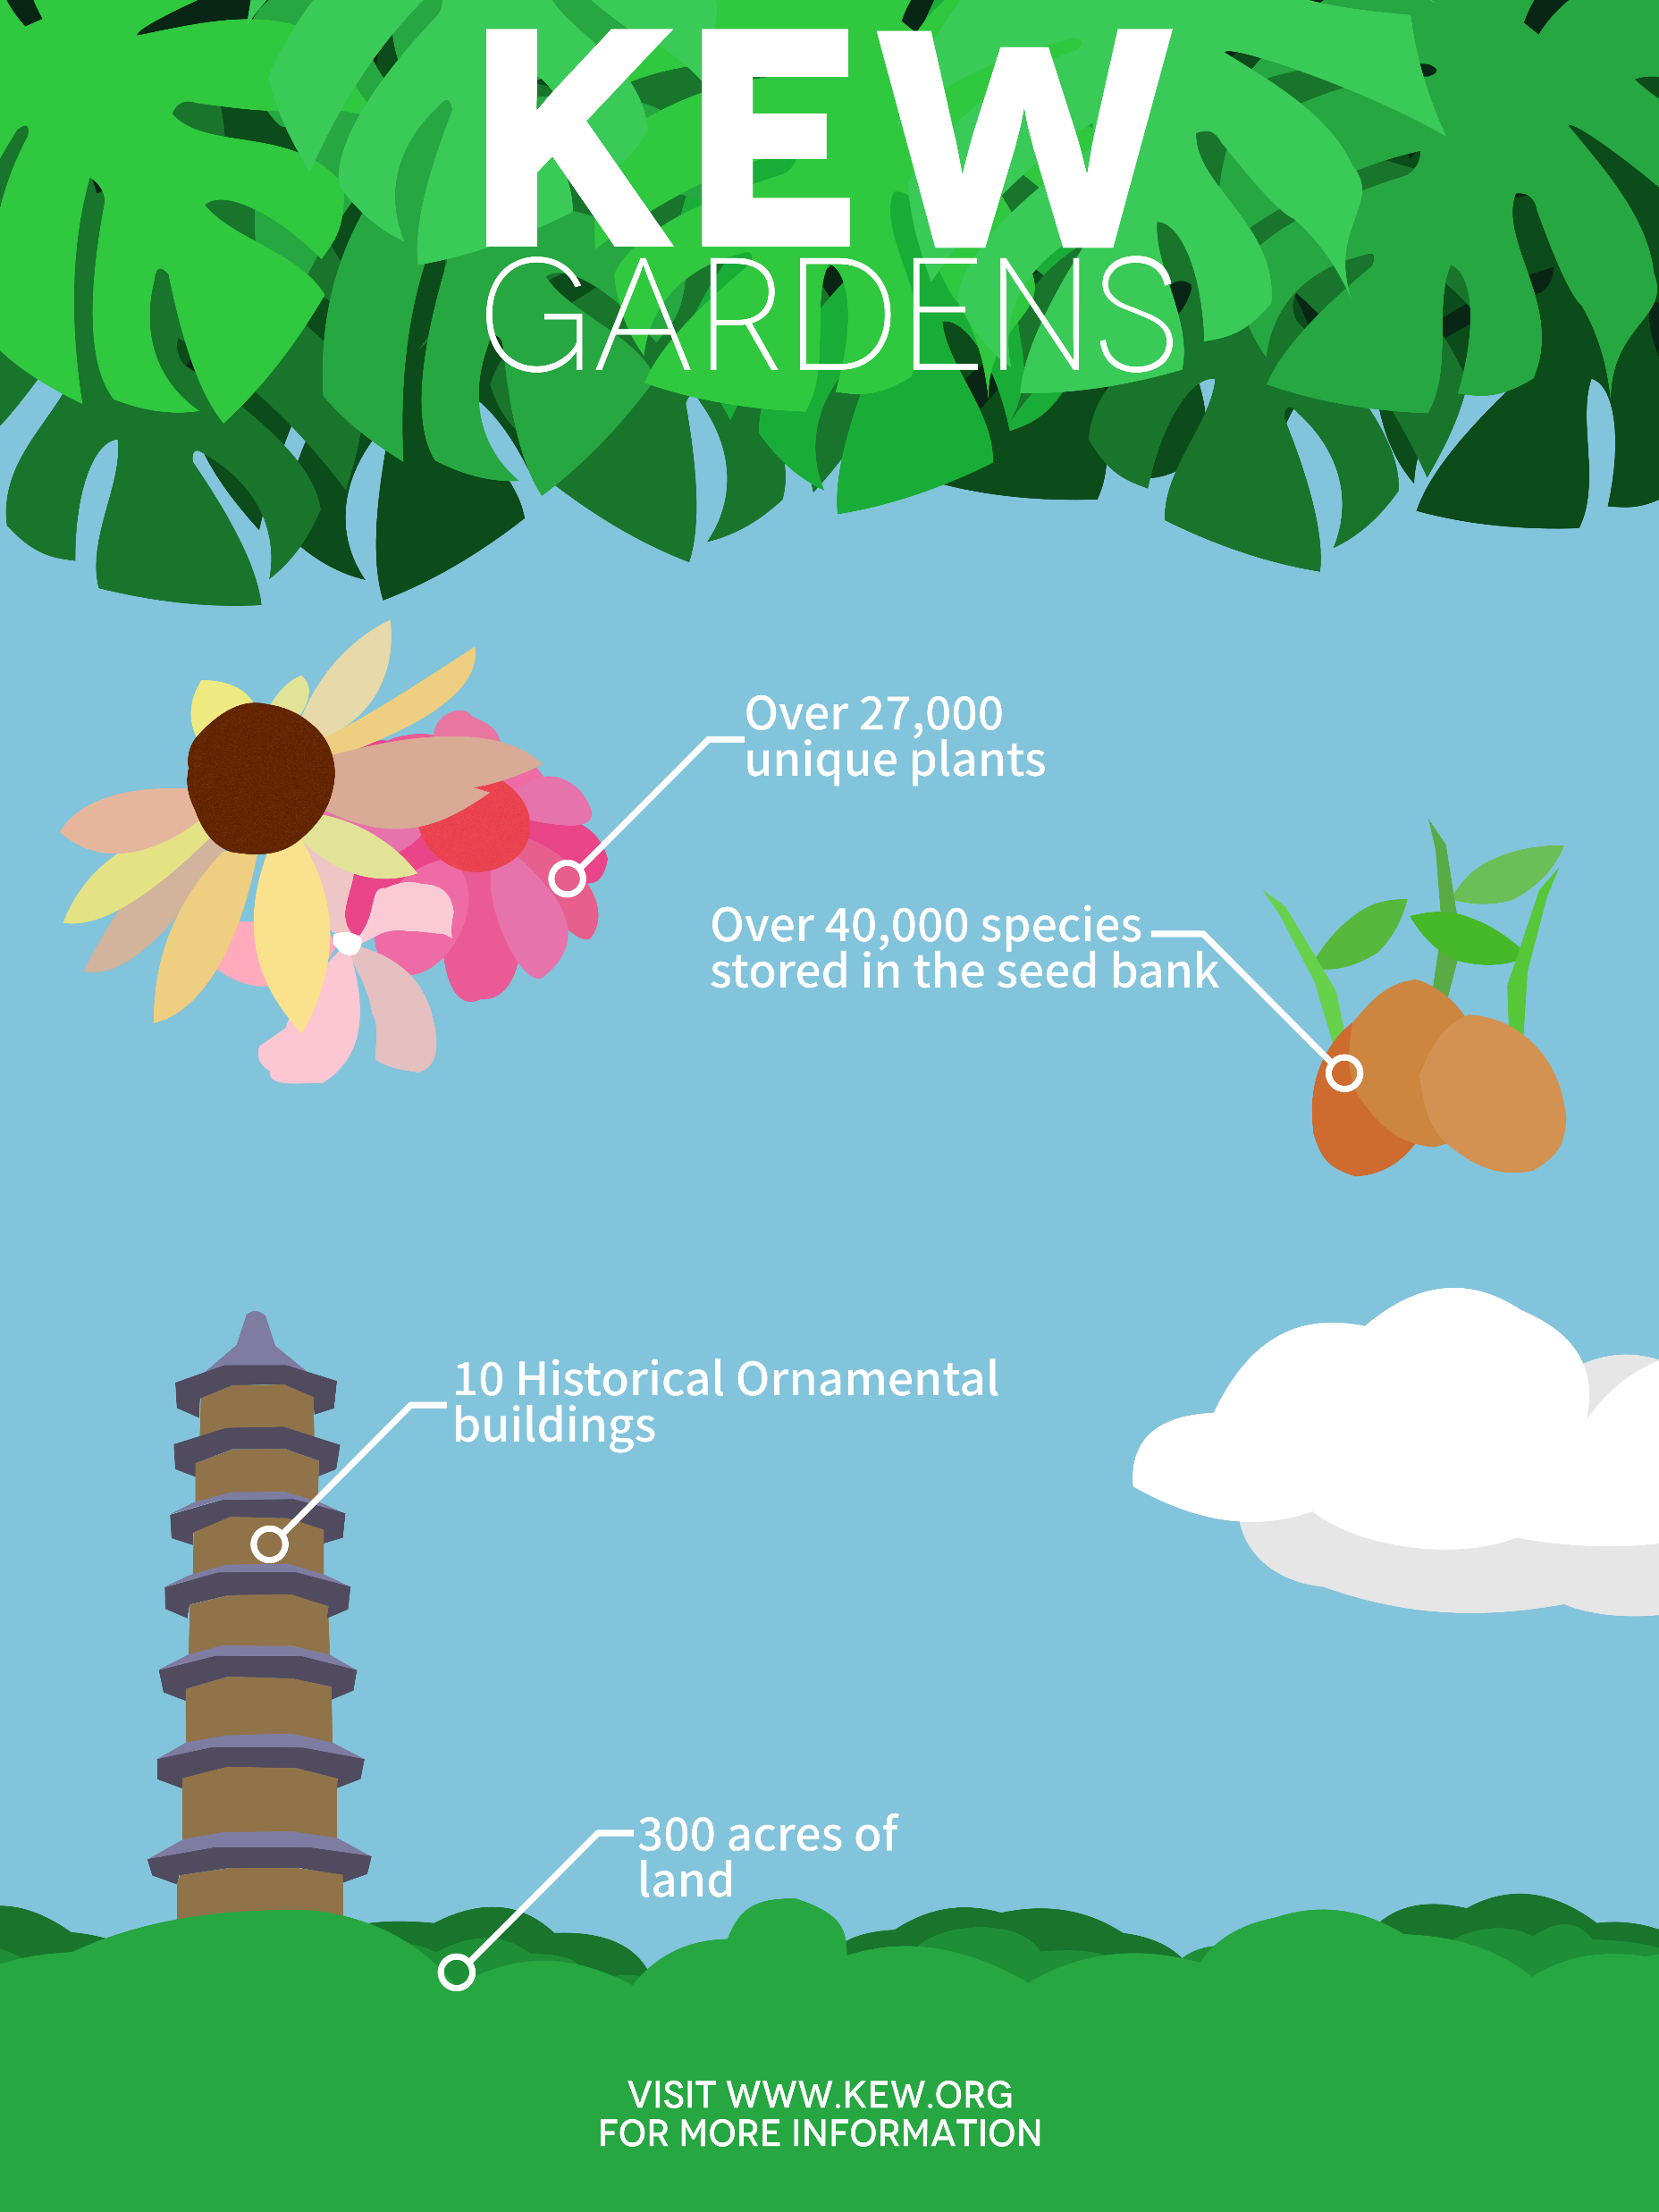 KEW
GARDENS
Over 27,000
unique plants
Over 40,000 species
stored in the seed bank
10 Historical Ornamental
buildings
300 acres of
land
VISIT WWW.KEW.ORG
FOR MORE INFORMATION